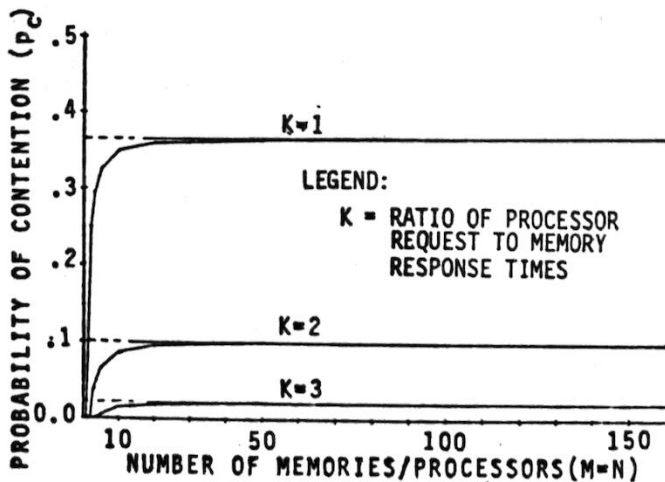 PROBABILITY OF CONTENTION (pc)
.5
.4
.3
.2
.1
0.0
K=1
LEGEND:
K = RATIO OF PROCESSOR
REQUEST TO MEMORY
RESPONSE TIMES
K=2
K=3
10 50 100 150
NUMBER OF MEMORIES/PROCESSORS(M=N)